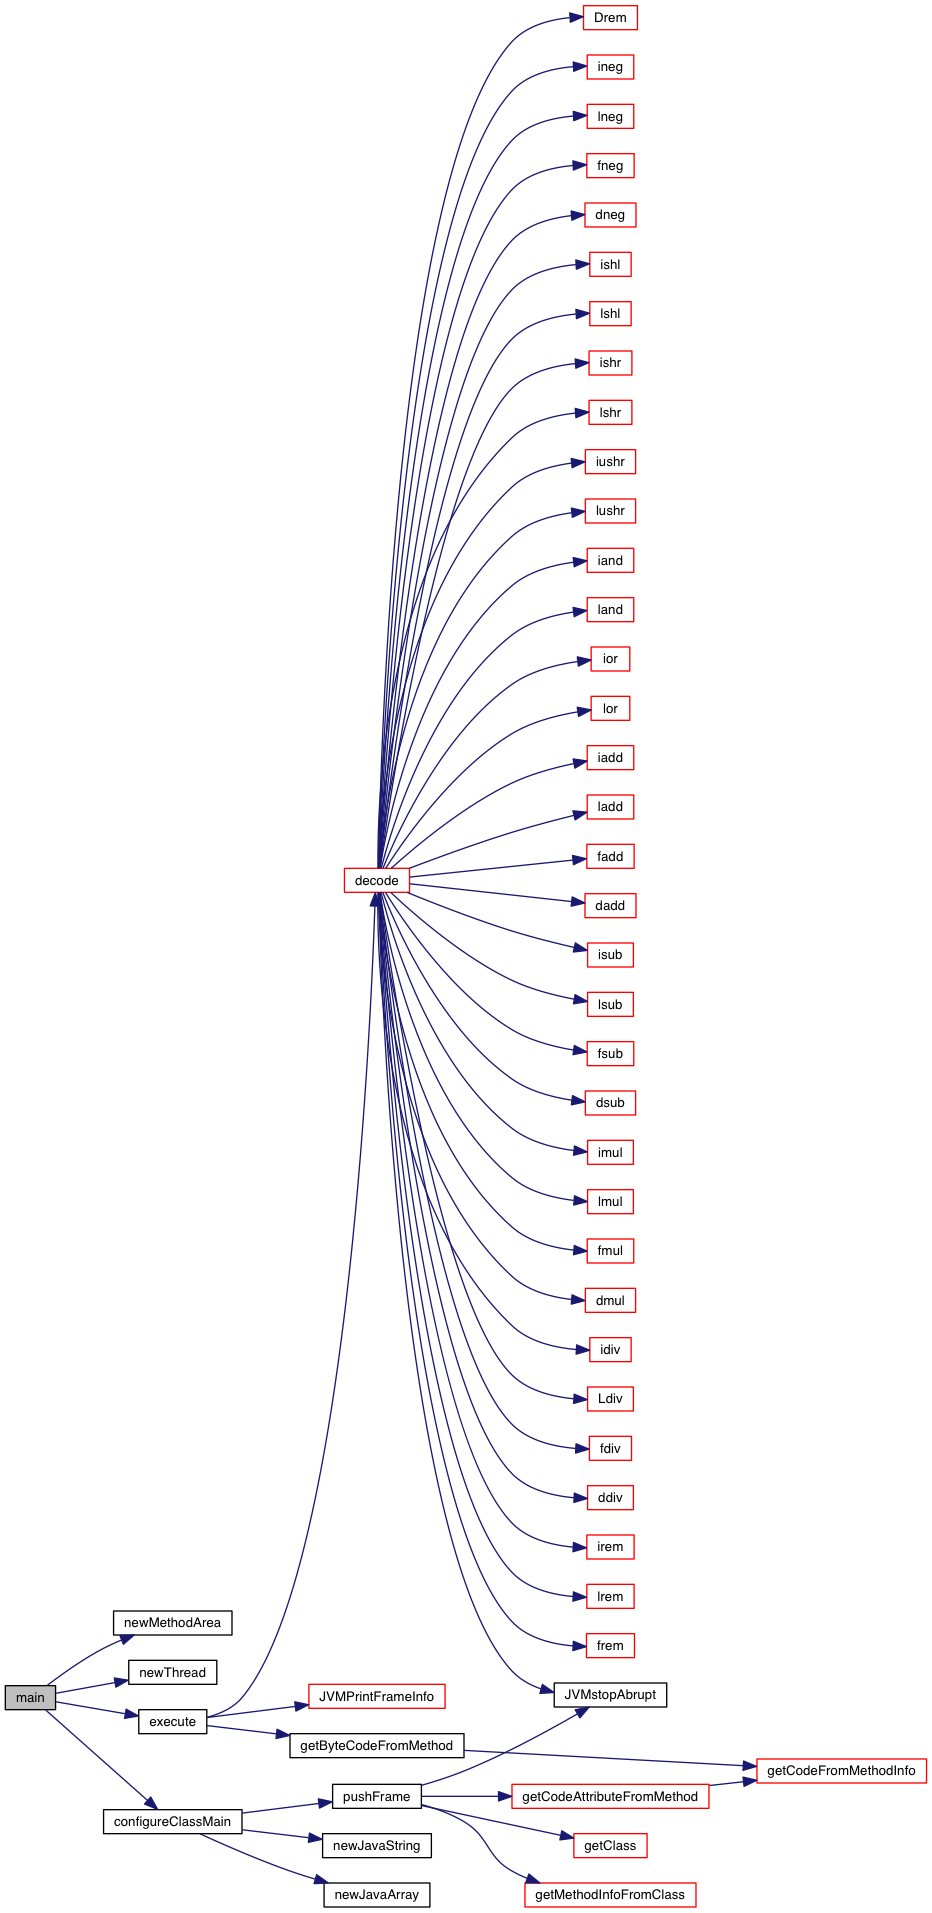 Drem
ineg
lneg
fneg
dneg
ishl
lshl
ishr
lshr
iushr
lushr
iand
land
ior
lor
iadd
ladd
fadd
decode
dadd
isub
lsub
fsub
dsub
imul
lmul
fmul
dmul
idiv
Ldiv
fdiv
ddiv
irem
lrem
newMethodArea
frem
newThread
main
JVMPrintFrameInfo
JVMstopAbrupt
execute
getByteCodeFromMethod
getCodeFromMethodInfo
pushFrame
getCodeAttributeFromMethod
configureClassMain
newJavaString
getClass
newJavaArray
getMethodInfoFromClass